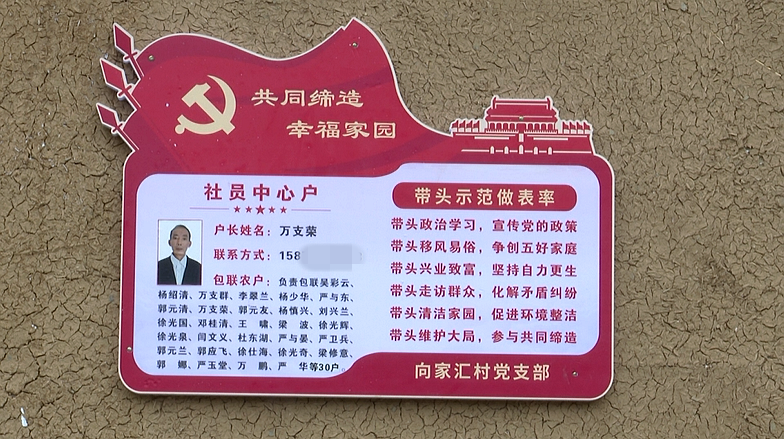 共同缔造
幸福家园
社员中心户
户长姓名：万支荣
联系方式：158
包联农户：负责包联吴彩云、
杨绍清、万支群、李翠兰、杨少华、严与东、
郭元清、万支荣、郭元友、杨慎兴、刘兴兰、
徐光国、邓桂清、王　啸、梁　波、徐光辉、
徐光泉、闫文义、杜东湖、严与晏、严卫兵、
郭元兰、郭应飞、徐仕海、徐光奇、梁修意、
郭　娜、严玉堂、万　鹏、严　华等30户。
带头示范做表率
带头政治学习，宣传党的政策
带头移风易俗，争创五好家庭
带头兴业致富，坚持自力更生
带头走访群众，化解矛盾纠纷
带头清洁家园，促进环境整洁
带头维护大局，参与共同缔造
向家汇村党支部